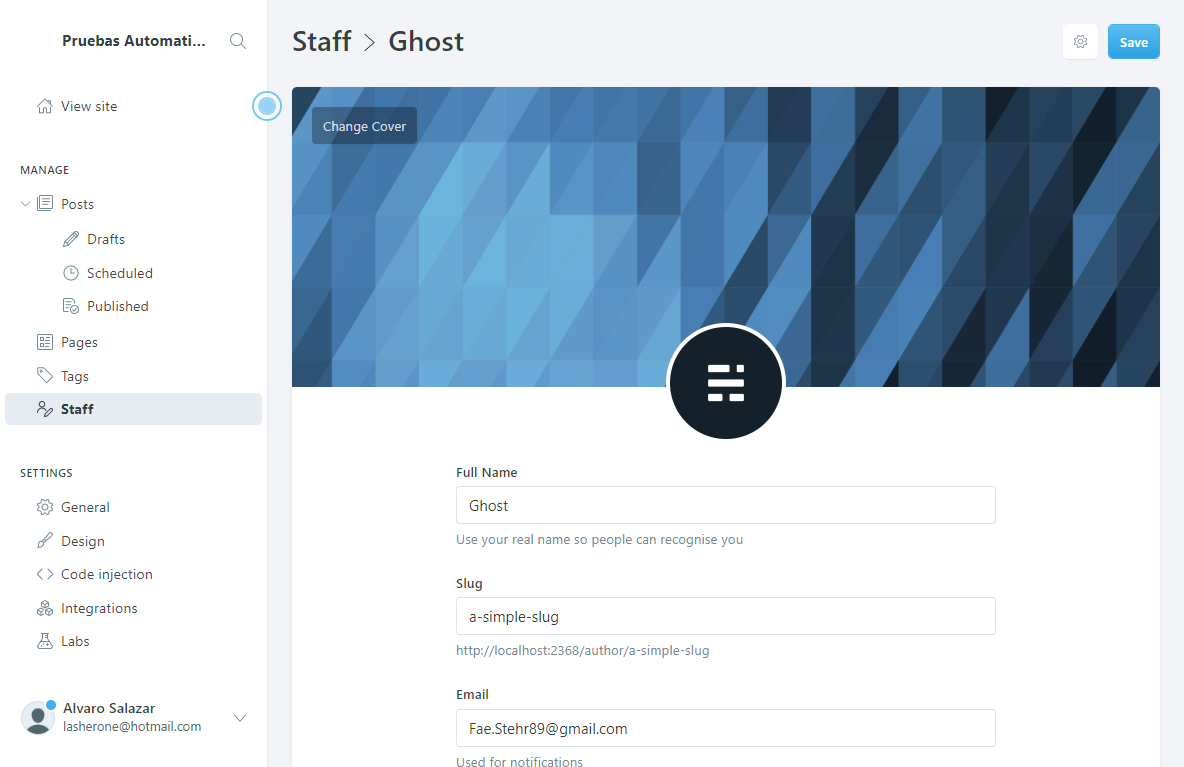 Pruebas Automati...
View site
MANAGE
Posts
Drafts
Scheduled
Published
Pages
Tags
Staff
SETTINGS
General
Design
Code injection
Integrations
Labs
Alvaro Salazar
lasherone@hotmail.com
Staff > Ghost
Save
Change Cover
Full Name
Ghost
Use your real name so people can recognise you
Slug
a-simple-slug
http://localhost:2368/author/a-simple-slug
Email
Fae.Stehr89@gmail.com
Used for notifications